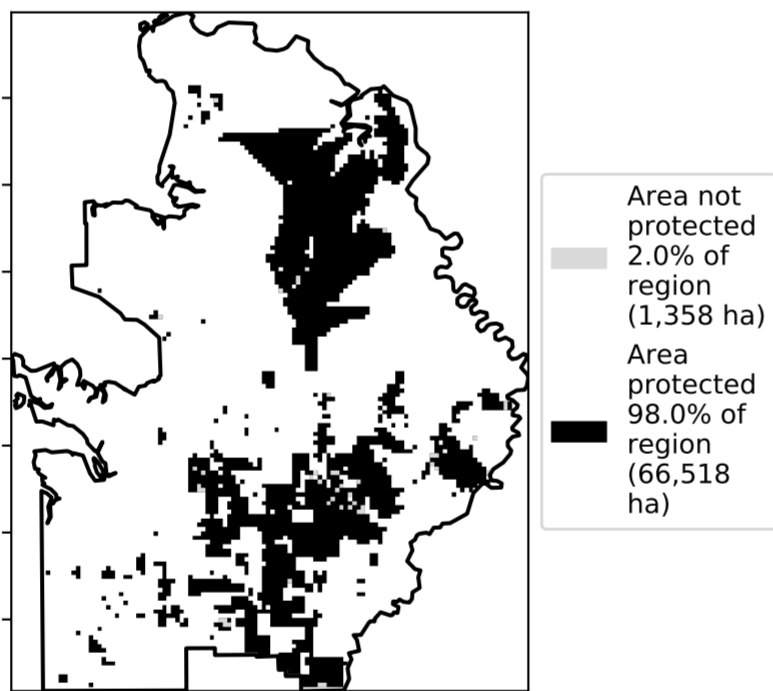 Area not
protected
2.0% of
region
(1,358 ha)
Area
protected
98.0% of
region
(66,518
ha)